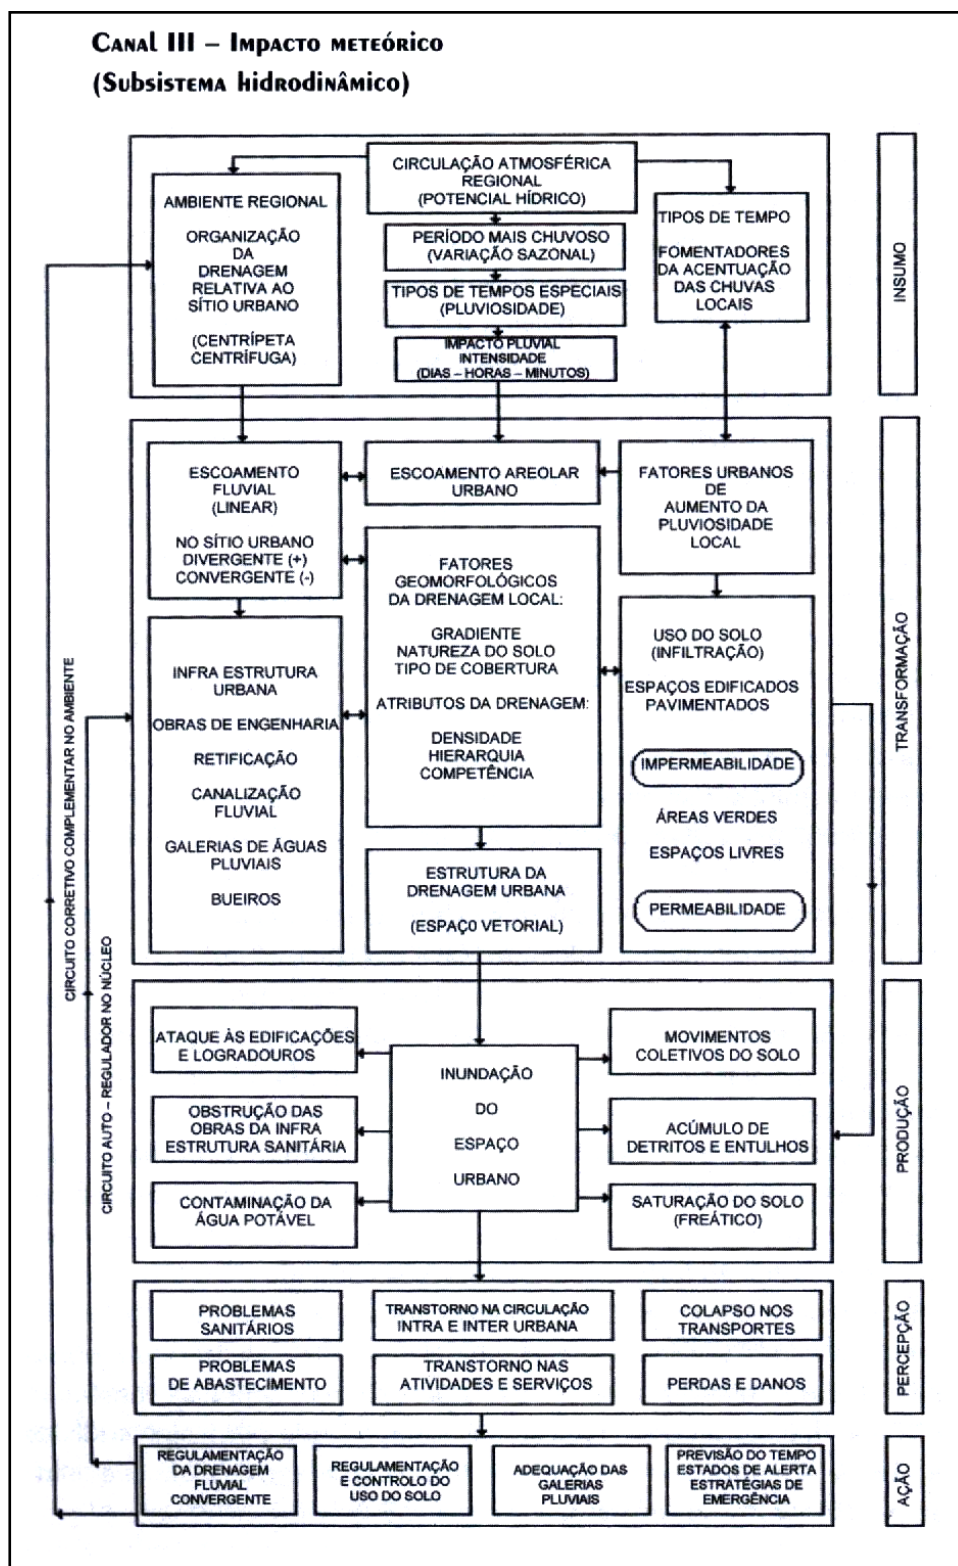 CANAL III – IMPACTO METEÓRICO
(SUBSISTEMA HIDRODINÂMICO)
CIRCULAÇÃO ATMOSFÉRICA
REGIONAL
(POTENCIAL HÍDRICO)
AMBIENTE REGIONAL
ORGANIZAÇÃO
DA
DRENAGEM
RELATIVA AO
SÍTIO URBANO
(CENTRÍPETA
CENTRÍFUGA)
PERÍODO MAIS CHUVOSO
(VARIAÇÃO SAZONAL)
TIPOS DE TEMPOS ESPECIAIS
(PLUVIOSIDADE)
IMPACTO PLUVIAL
INTENSIDADE
(DIAS – HORAS – MINUTOS)
TIPOS DE TEMPO
FOMENTADORES
DA ACENTUAÇÃO
DAS CHUVAS
LOCAIS
INSUMO
ESCOAMENTO
FLUVIAL
(LINEAR)
NO SÍTIO URBANO
DIVERGENTE (+)
CONVERGENTE (-)
ESCOAMENTO AREOLAR
URBANO
FATORES URBANOS
DE
AUMENTO DA
PLUVIOSIDADE
LOCAL
FATORES
GEOMORFOLÓGICOS
DA DRENAGEM LOCAL:
GRADIENTE
NATUREZA DO SOLO
TIPO DE COBERTURA
ATRIBUTOS DA DRENAGEM:
DENSIDADE
HIERARQUIA
COMPETÊNCIA
INFRA ESTRUTURA
URBANA
OBRAS DE ENGENHARIA
RETIFICAÇÃO
CANALIZAÇÃO
FLUVIAL
GALERIAS DE ÁGUAS
PLUVIAIS
BUEIROS
USO DO SOLO
(INFILTRAÇÃO)
ESPAÇOS EDIFICADOS
PAVIMENTADOS
IMPERMEABILIDADE
ÁREAS VERDES
ESPAÇOS LIVRES
PERMEABILIDADE
ESTRUTURA DA
DRENAGEM URBANA
(ESPAÇO VETORIAL)
TRANSFORMAÇÃO
ATAQUE ÀS EDIFICAÇÕES
E LOGRADOUROS
OBSTRUÇÃO DAS
OBRAS DA INFRA
ESTRUTURA SANITÁRIA
CONTAMINAÇÃO DA
ÁGUA POTÁVEL
INUNDAÇÃO
DO
ESPAÇO
URBANO
MOVIMENTOS
COLETIVOS DO SOLO
ACÚMULO DE
DETRITOS E ENTULHOS
SATURAÇÃO DO SOLO
(FREÁTICO)
PRODUÇÃO
PROBLEMAS
SANITÁRIOS
TRANSTORNO NA CIRCULAÇÃO
INTRA E INTER URBANA
COLAPSO NOS
TRANSPORTES
PROBLEMAS
DE ABASTECIMENTO
TRANSTORNO NAS
ATIVIDADES E SERVIÇOS
PERDAS E DANOS
PERCEPÇÃO
REGULAMENTAÇÃO
DA DRENAGEM
FLUMIAL
CONVERGENTE
REGULAMENTAÇÃO
E CONTROLO DO
USO DO SOLO
ADEQUAÇÃO DAS
GALERIAS
PLUVIAIS
PREVISÃO DO TEMPO
ESTADOS DE ALERTA
ESTRATÉGIAS DE
EMERGÊNCIA
AÇÃO
CIRCUITO CORRETIVO COMPLEMENTAR NO AMBIENTE
CIRCUITO AUTO – REGULADOR NO NÚCLEO